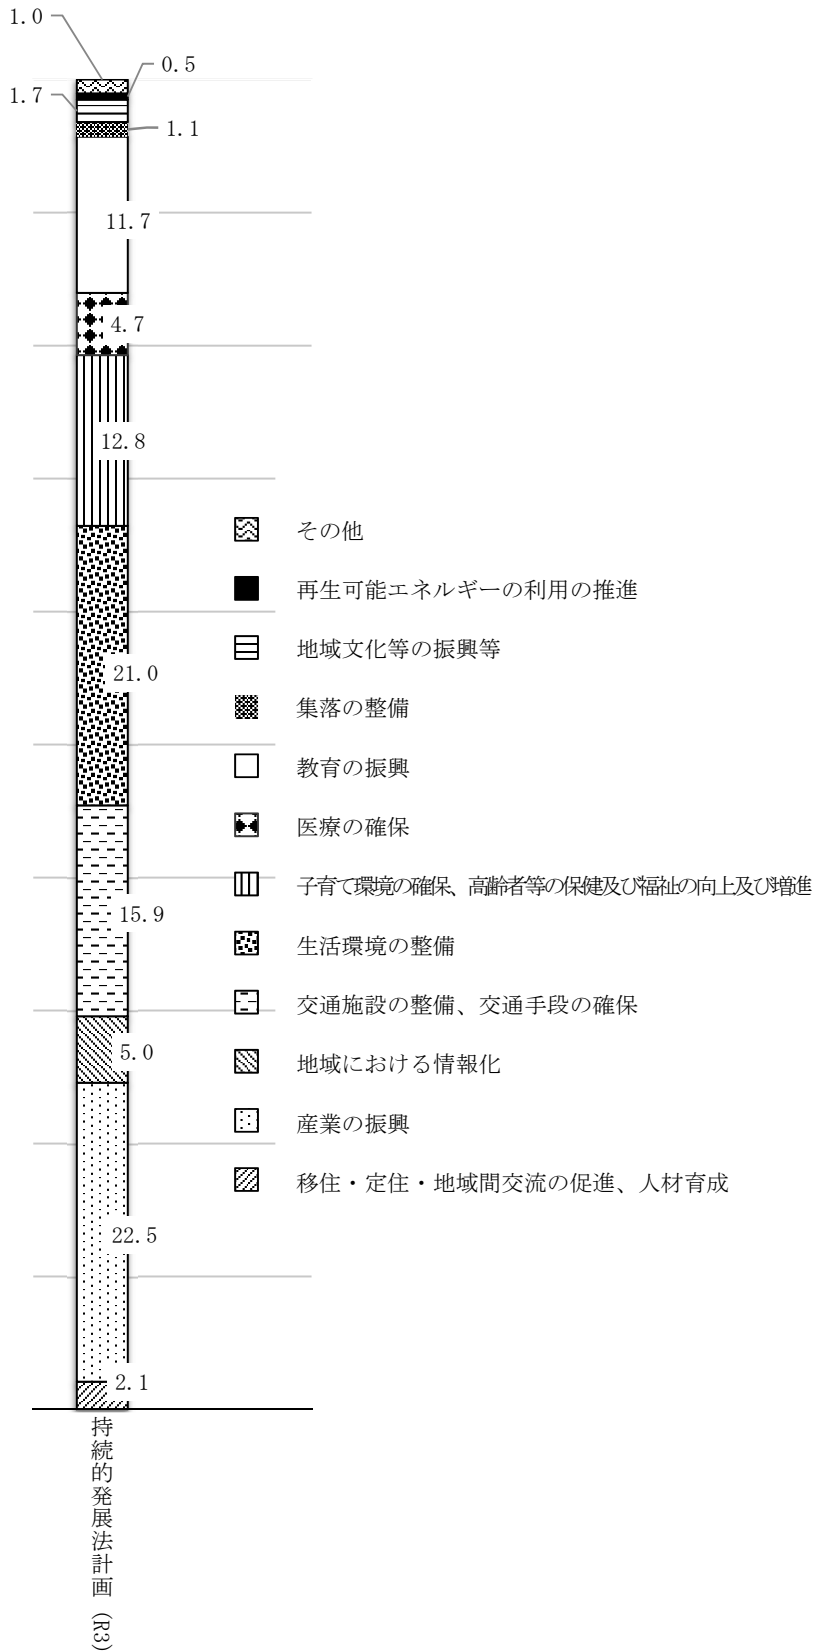 1.0
0.5
1.7
1.1
11.7
4.7
12.8
その他
再生可能エネルギーの利用の推進
地域文化等の振興等
21.0
集落の整備
教育の振興
医療の確保
子育て環境の確保、高齢者等の保健及び福祉の向上及び増進
15.9
生活環境の整備
交通施設の整備、交通手段の確保
5.0
地域における情報化
産業の振興
移住・定住・地域間交流の促進、人材育成
22.5
2.1
持続的発展法計画(R3)